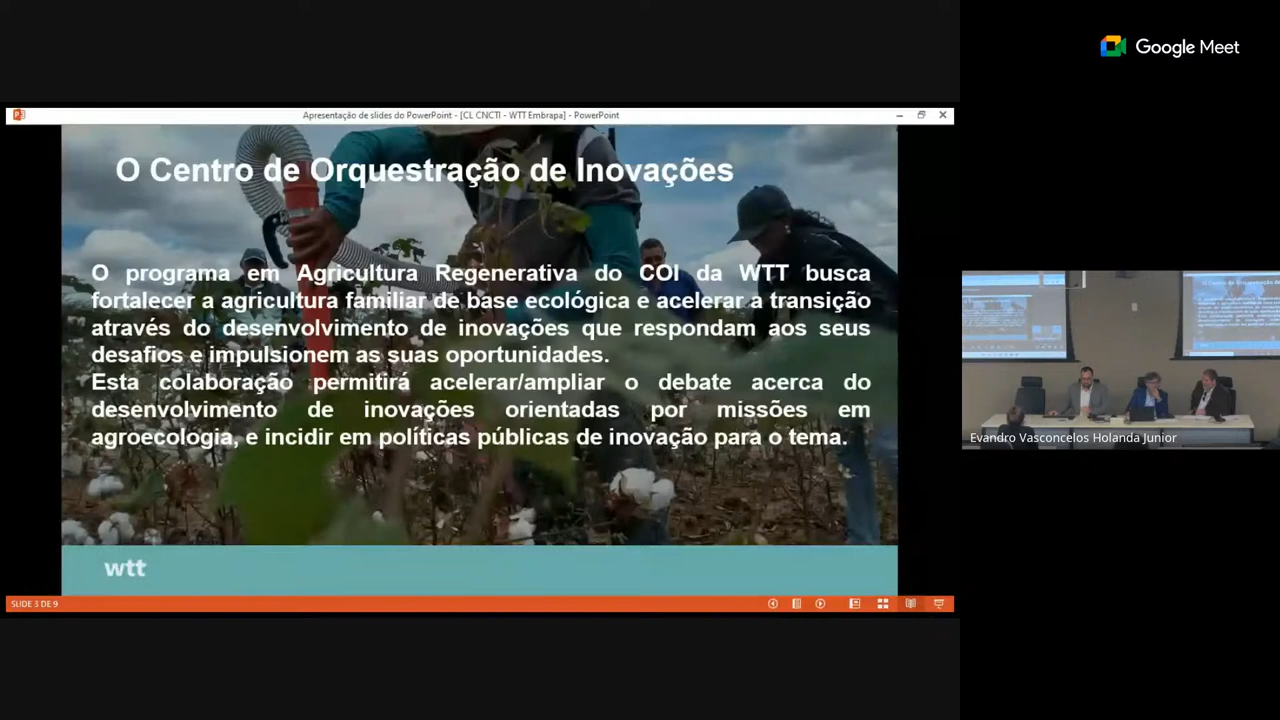 Google Meet
Apresentação de slides do PowerPoint - [CL CNCTI - WTT Embrapa] - PowerPoint
O Centro de Orquestração de Inovações
O programa em Agricultura Regenerativa do COI da WTT busca
fortalecer a agricultura familiar de base ecológica e acelerar a transição
através do desenvolvimento de inovações que respondam aos seus
desafios e impulsionem as suas oportunidades.
Esta colaboração permitirá acelerar/ampliar o debate acerca do
desenvolvimento de inovações orientadas por missões em
agroecologia, e incidir em políticas públicas de inovação para o tema.
wtt
SLIDE 3 DE 9
Evandro Vasconcelos Holanda Junior